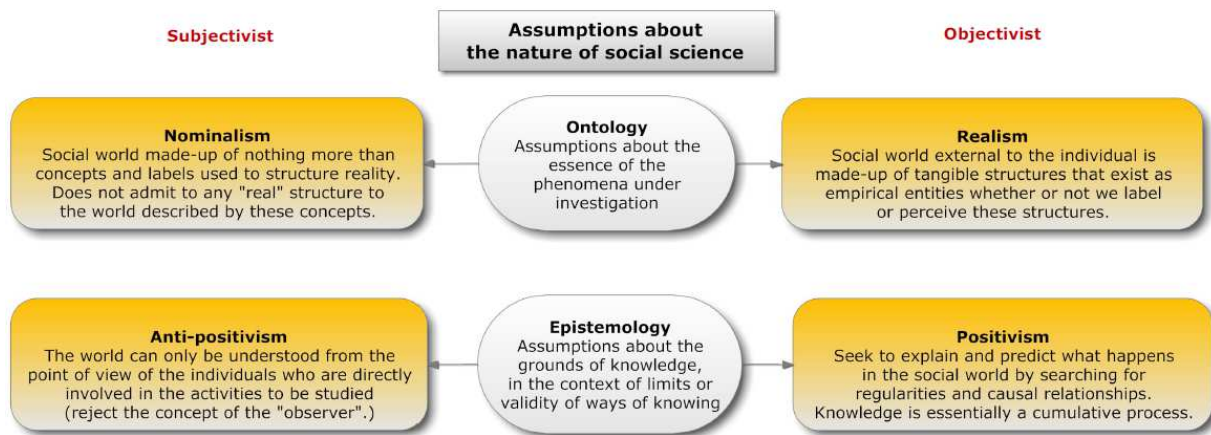 Subjectivist
Assumptions about
the nature of social science
Objectivist
Nominalism
Social world made-up of nothing more than
concepts and labels used to structure reality.
Does not admit to any "real" structure to
the world described by these concepts.
Ontology
Assumptions about the
essence of the
phenomena under
investigation
Realism
Social world external to the individual is
made-up of tangible structures that exist as
empirical entities whether or not we label
or perceive these structures.
Anti-positivism
The world can only be understood from the
point of view of the individuals who are directly
involved in the activities to be studied
(reject the concept of the "observer".)
Epistemology
Assumptions about the
grounds of knowledge,
in the context of limits or
validity of ways of knowing
Positivism
Seek to explain and predict what happens
in the social world by searching for
regularities and causal relationships.
Knowledge is essentially a cumulative process.